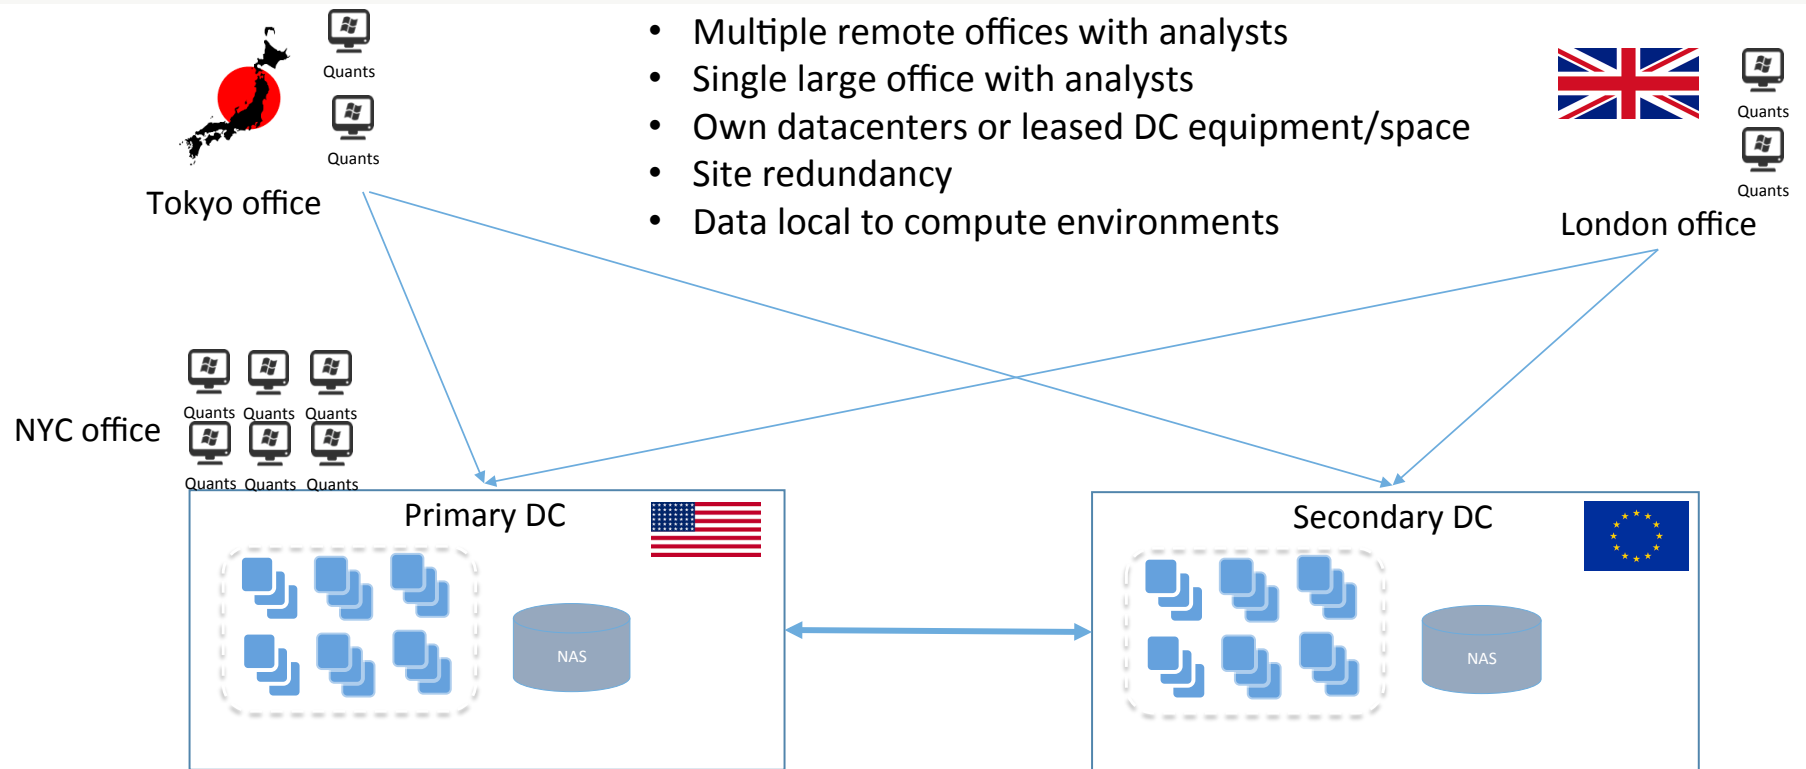 Quants
Quants
Tokyo office
• Multiple remote offices with analysts
• Single large office with analysts
• Own datacenters or leased DC equipment/space
• Site redundancy
• Data local to compute environments
Quants
Quants
London office
NYC office
Quants Quants Quants
Quants Quants Quants
Primary DC
NAS
Secondary DC
NAS